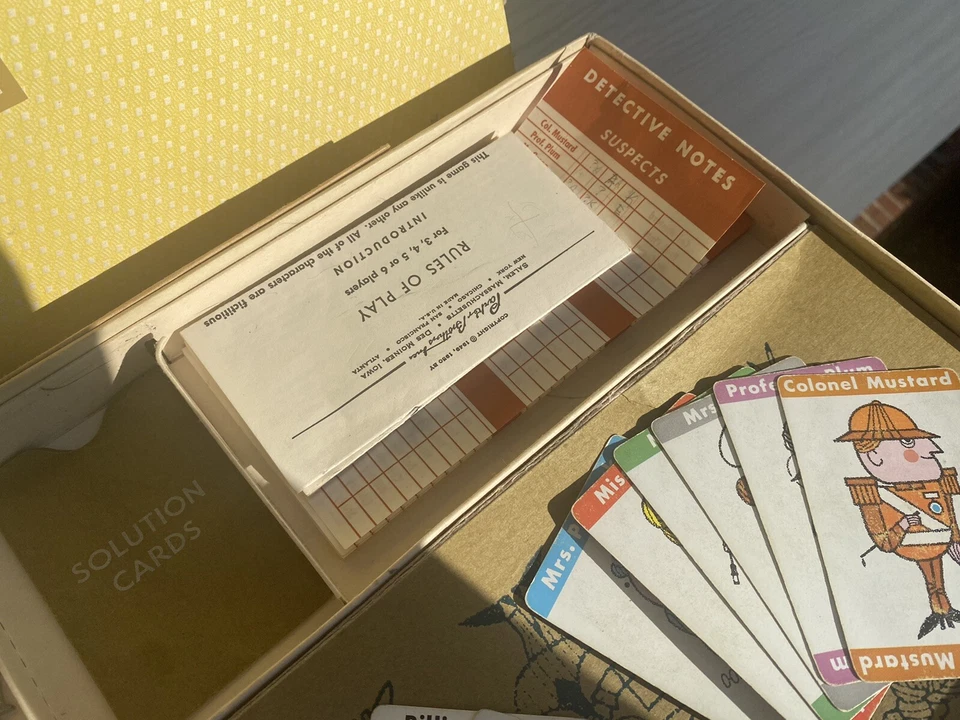 DETECTIVE NOTES
SUSPECTS
Col. Mustard
Prof. Plum
COPYRIGHT © 1949, 1960 BY
Parker Brothers Inc.
SALEM, MASSACHUSETTS • DES MOINES, IOWA
NEW YORK • CHICAGO • SAN FRANCISCO • ATLANTA
MADE IN U.S.A.
RULES OF PLAY
For 3, 4, 5 or 6 players
INTRODUCTION
This game is unlike any other. All of the characters are fictitious
SOLUTION
CARDS
Mrs.
Mis
Mrs
Profe
Plum
Colonel Mustard
Mustard
m